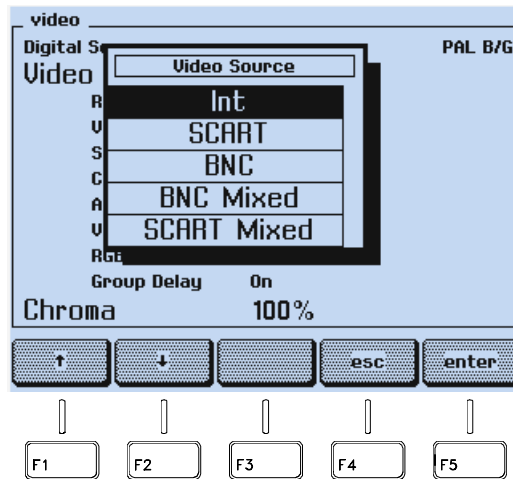 video
Digital S PAL B/G
Video
Video Source
Int
SCART
BNC
BNC Mixed
SCART Mixed
R
V
S
C
A
V
RGB
Group Delay On
Chroma 100%
↑ ↓ esc enter
F1 F2 F3 F4 F5